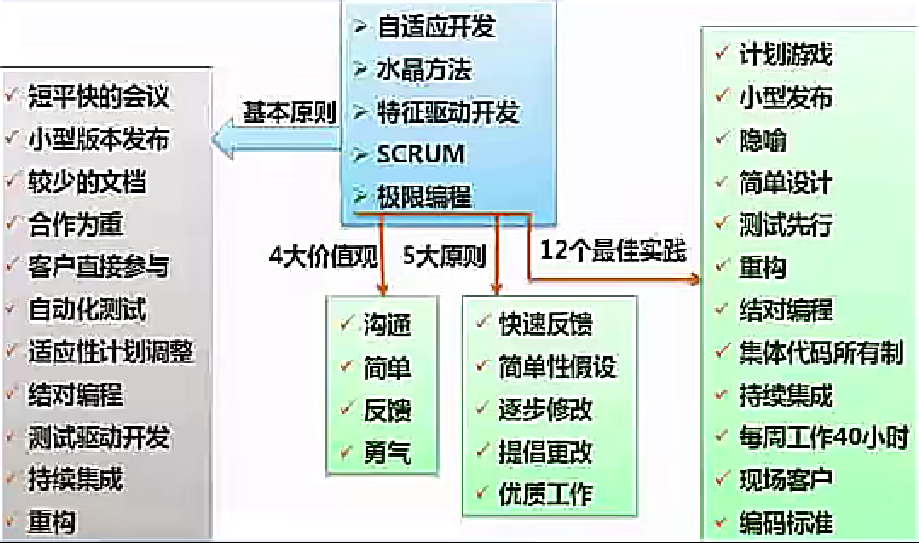 自适应开发
水晶方法
特征驱动开发
SCRUM
极限编程
基本原则
短平快的会议
小型版本发布
较少的文档
合作为重
客户直接参与
自动化测试
适应性计划调整
结对编程
测试驱动开发
持续集成
重构
4大价值观
沟通
简单
反馈
勇气
5大原则
快速反馈
简单性假设
逐步修改
提倡更改
优质工作
12个最佳实践
计划游戏
小型发布
隐喻
简单设计
测试先行
重构
结对编程
集体代码所有制
持续集成
每周工作40小时
现场客户
编码标准